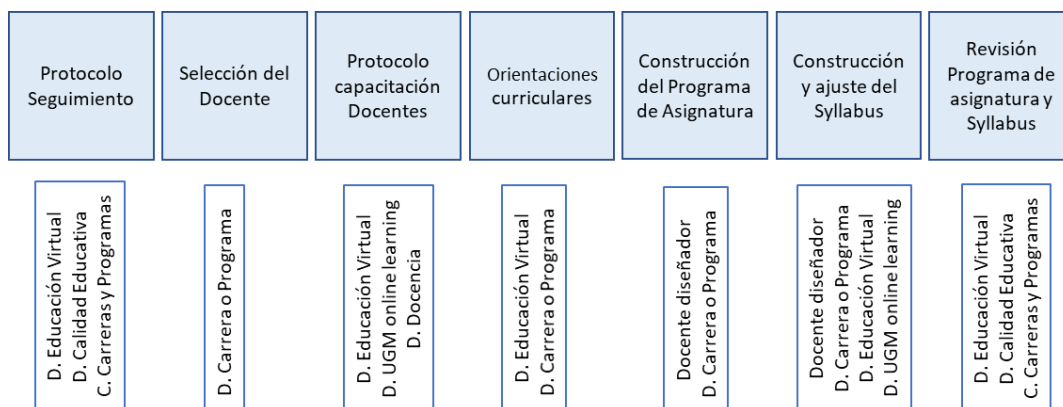 Protocolo
Seguimiento
Selección del
Docente
Protocolo
capacitación
Docentes
Orientaciones
curriculares
Construcción
del Programa
de Asignatura
Construcción
y ajuste del
Syllabus
Revisión
Programa de
asignatura y
Syllabus
D. Educación Virtual
D. Calidad Educativa
C. Carreras y Programas
D. Carrera o Programa
D. Educación Virtual
D. UGM online learning
D. Docencia
D. Educación Virtual
D. Carrera o Programa
Docente diseñador
D. Carrera o Programa
Docente diseñador
D. Carrera o Programa
D. Educación Virtual
D. UGM online learning
D. Educación Virtual
D. Calidad Educativa
C. Carreras y Programas